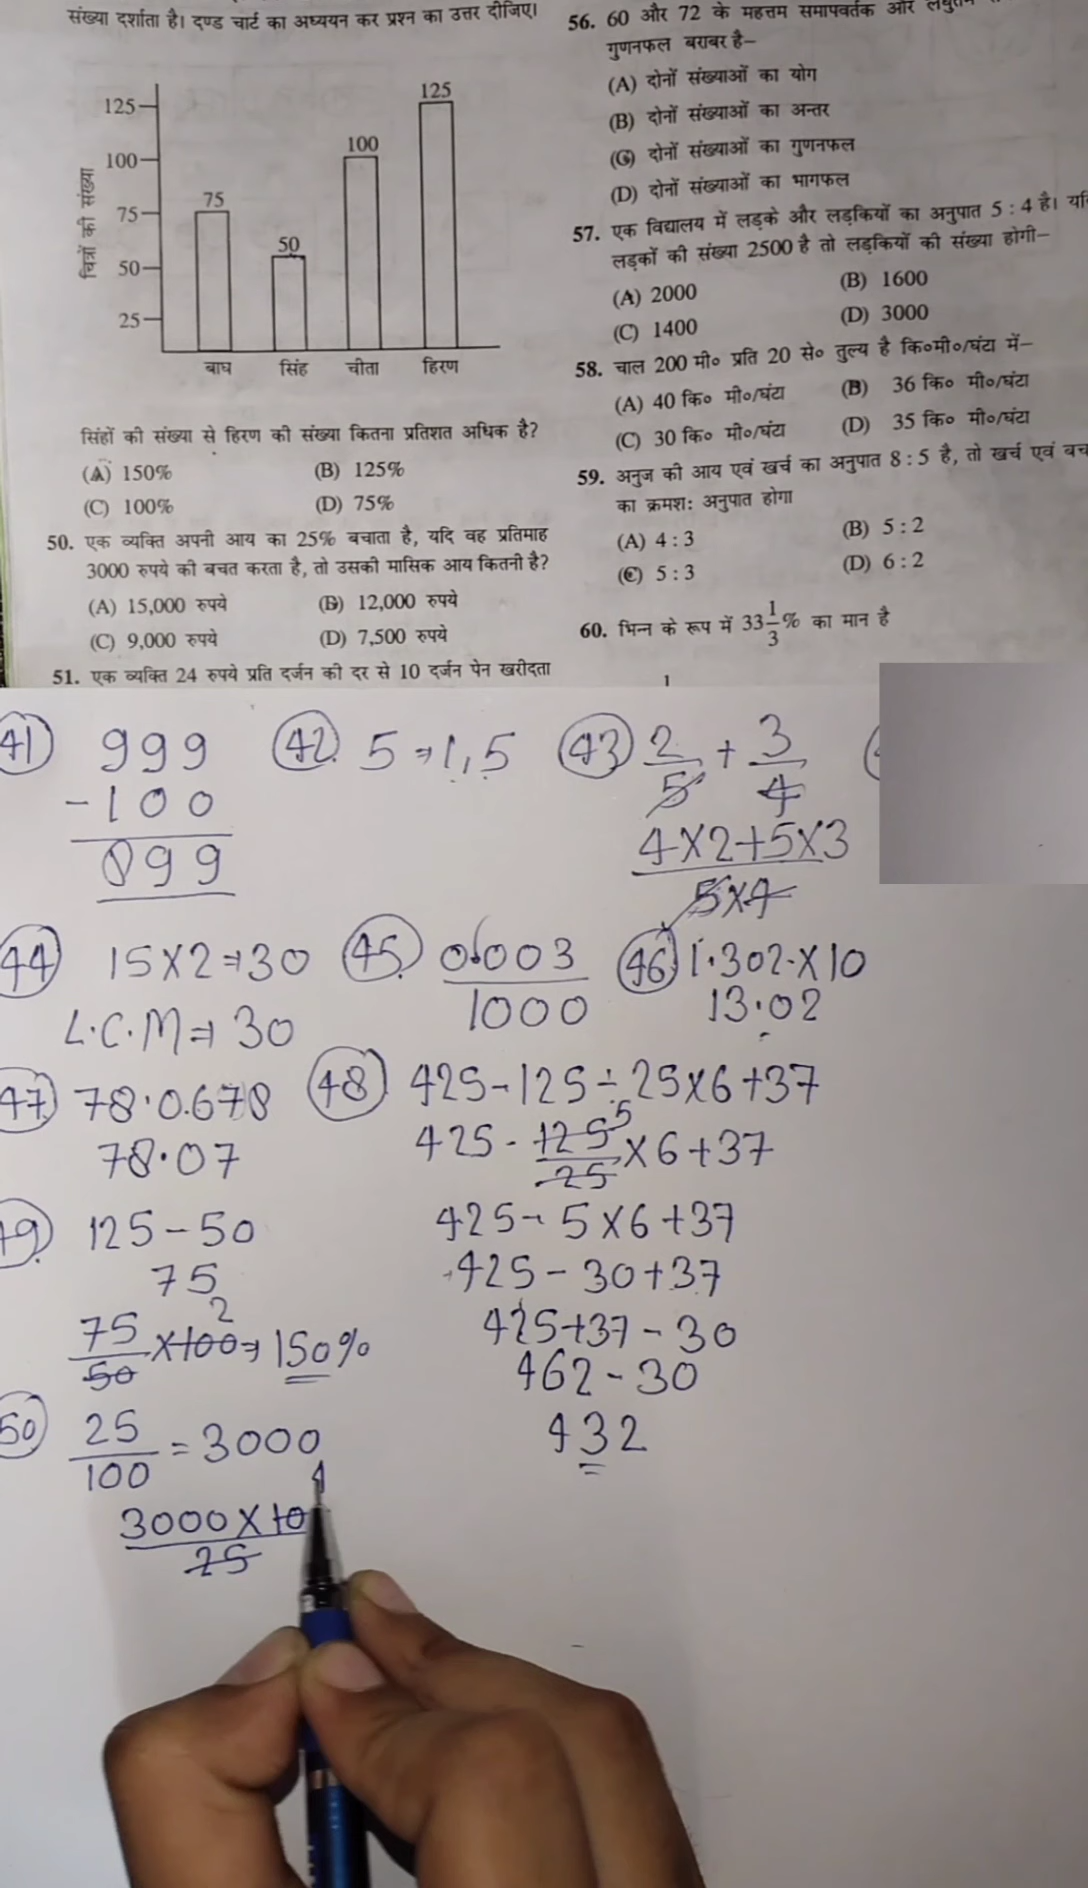 संख्या दर्शाता है। दण्ड चार्ट का अध्ययन कर प्रश्न का उत्तर दीजिए।
चित्रों की संख्या
125
100
75
50
25
75
50
100
125
बाघ सिंह चीता हिरण
सिंहों की संख्या से हिरण की संख्या कितना प्रतिशत अधिक है?
(A) 150% (B) 125%
(C) 100% (D) 75%
50. एक व्यक्ति अपनी आय का 25% बचाता है, यदि वह प्रतिमाह
3000 रुपये की बचत करता है, तो उसकी मासिक आय कितनी है?
(A) 15,000 रुपये (B) 12,000 रुपये
(C) 9,000 रुपये (D) 7,500 रुपये
51. एक व्यक्ति 24 रुपये प्रति दर्जन की दर से 10 दर्जन पेन खरीदता
56. 60 और 72 के महत्तम समापवर्तक और
गुणनफल बराबर है–
(A) दोनों संख्याओं का योग
(B) दोनों संख्याओं का अन्तर
(C) दोनों संख्याओं का गुणनफल
(D) दोनों संख्याओं का भागफल
57. एक विद्यालय में लड़के और लड़कियों का अनुपात 5 : 4 है। यदि
लड़कों की संख्या 2500 है तो लड़कियों की संख्या होगी–
(A) 2000 (B) 1600
(C) 1400 (D) 3000
58. चाल 200 मी० प्रति 20 से० तुल्य है कि०मी०/घंटा में–
(A) 40 कि० मी०/घंटा (B) 36 कि० मी०/घंटा
(C) 30 कि० मी०/घंटा (D) 35 कि० मी०/घंटा
59. अनुज की आय एवं खर्च का अनुपात 8 : 5 है, तो खर्च एवं बच
का क्रमशः अनुपात होगा
(A) 4 : 3 (B) 5 : 2
(C) 5 : 3 (D) 6 : 2
60. भिन्न के रूप में 33 1/3 % का मान है
1
41) 999
-100
899
42. 5 ⇒ 1, 5
43) 2/5 + 3/4
4×2+5×3
5×4
44) 15×2 ⇒ 30
L.C.M ⇒ 30
45. 0.003
1000
46) 1.302×10
13.02
47) 78.0678
78.07
48) 425-125÷25×6+37
425-125/25 5 ×6+37
425-5×6+37
425-30+37
425+37-30
462-30
432
49. 125-50
75
75/50 ×100 2 ⇒ 150%
50) 25/100 = 3000
4
3000×10
25